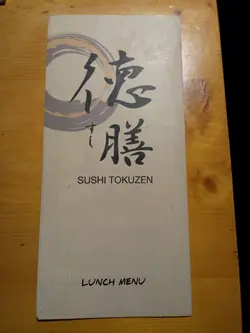 徳膳
すし
SUSHI TOKUZEN
LUNCH MENU